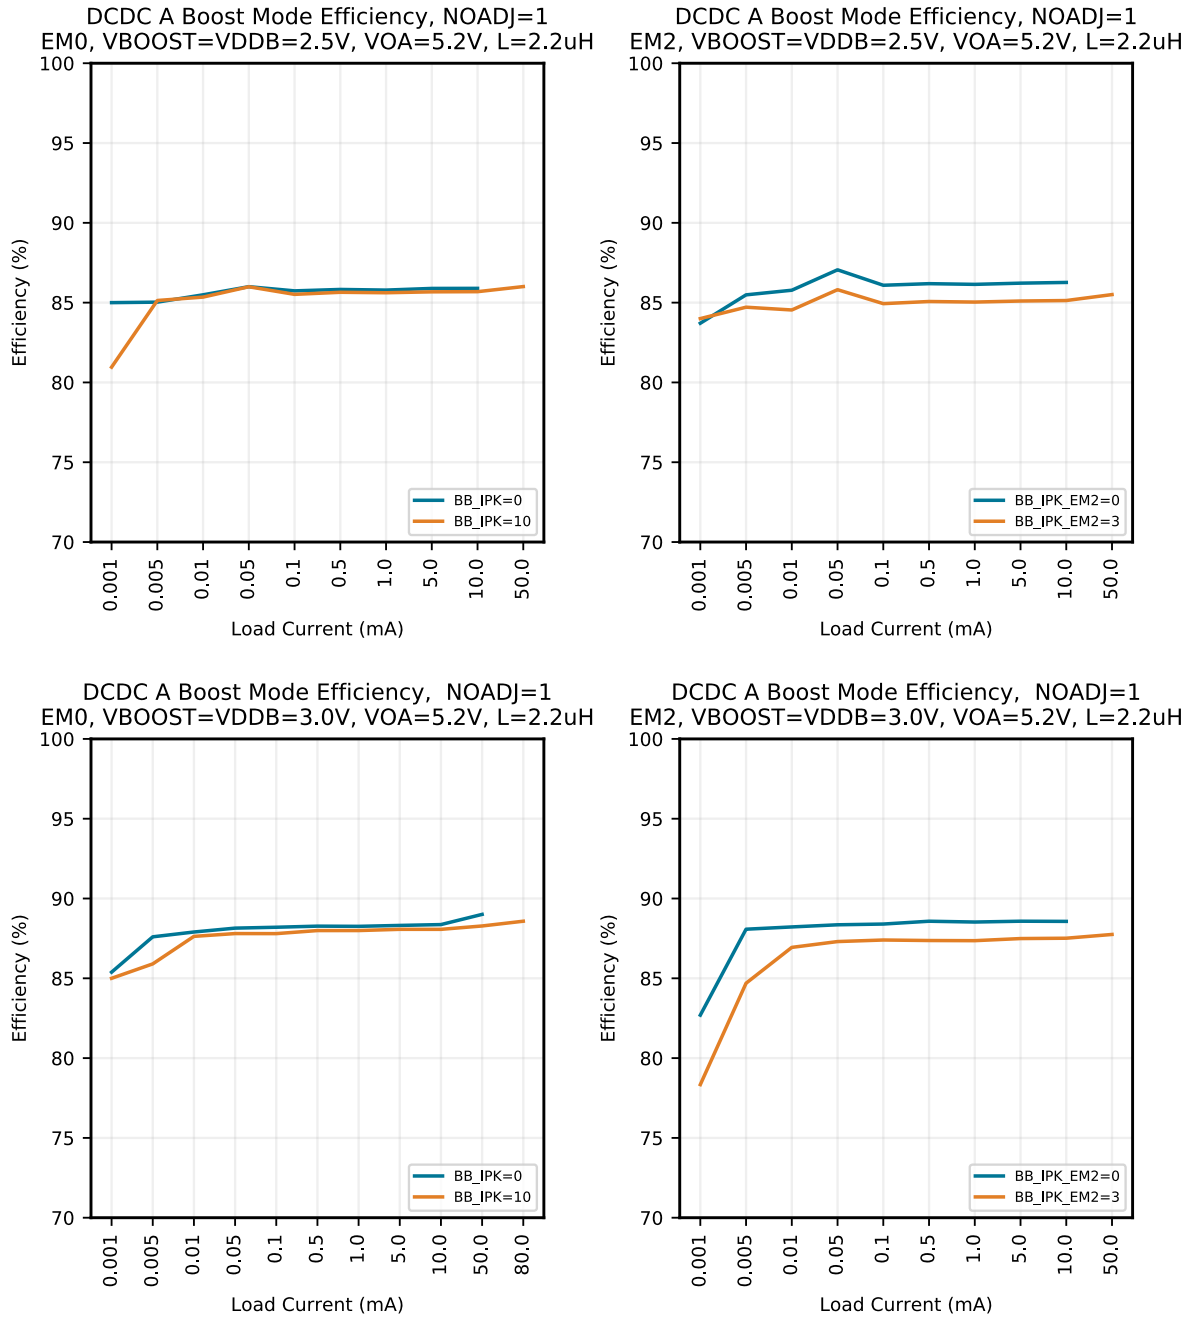 DCDC A Boost Mode Efficiency, NOADJ=1
EM0, VBOOST=VDDB=2.5V, VOA=5.2V, L=2.2uH
100
95
90
85
80
75
70
Efficiency (%)
BB_IPK=0
BB_IPK=10
0.001
0.005
0.01
0.05
0.1
0.5
1.0
5.0
10.0
50.0
Load Current (mA)
DCDC A Boost Mode Efficiency, NOADJ=1
EM2, VBOOST=VDDB=2.5V, VOA=5.2V, L=2.2uH
100
95
90
85
80
75
70
Efficiency (%)
BB_IPK_EM2=0
BB_IPK_EM2=3
0.001
0.005
0.01
0.05
0.1
0.5
1.0
5.0
10.0
50.0
Load Current (mA)
DCDC A Boost Mode Efficiency,  NOADJ=1
EM0, VBOOST=VDDB=3.0V, VOA=5.2V, L=2.2uH
100
95
90
85
80
75
70
Efficiency (%)
BB_IPK=0
BB_IPK=10
0.001
0.005
0.01
0.05
0.1
0.5
1.0
5.0
10.0
50.0
80.0
Load Current (mA)
DCDC A Boost Mode Efficiency,  NOADJ=1
EM2, VBOOST=VDDB=3.0V, VOA=5.2V, L=2.2uH
100
95
90
85
80
75
70
Efficiency (%)
BB_IPK_EM2=0
BB_IPK_EM2=3
0.001
0.005
0.01
0.05
0.1
0.5
1.0
5.0
10.0
50.0
Load Current (mA)